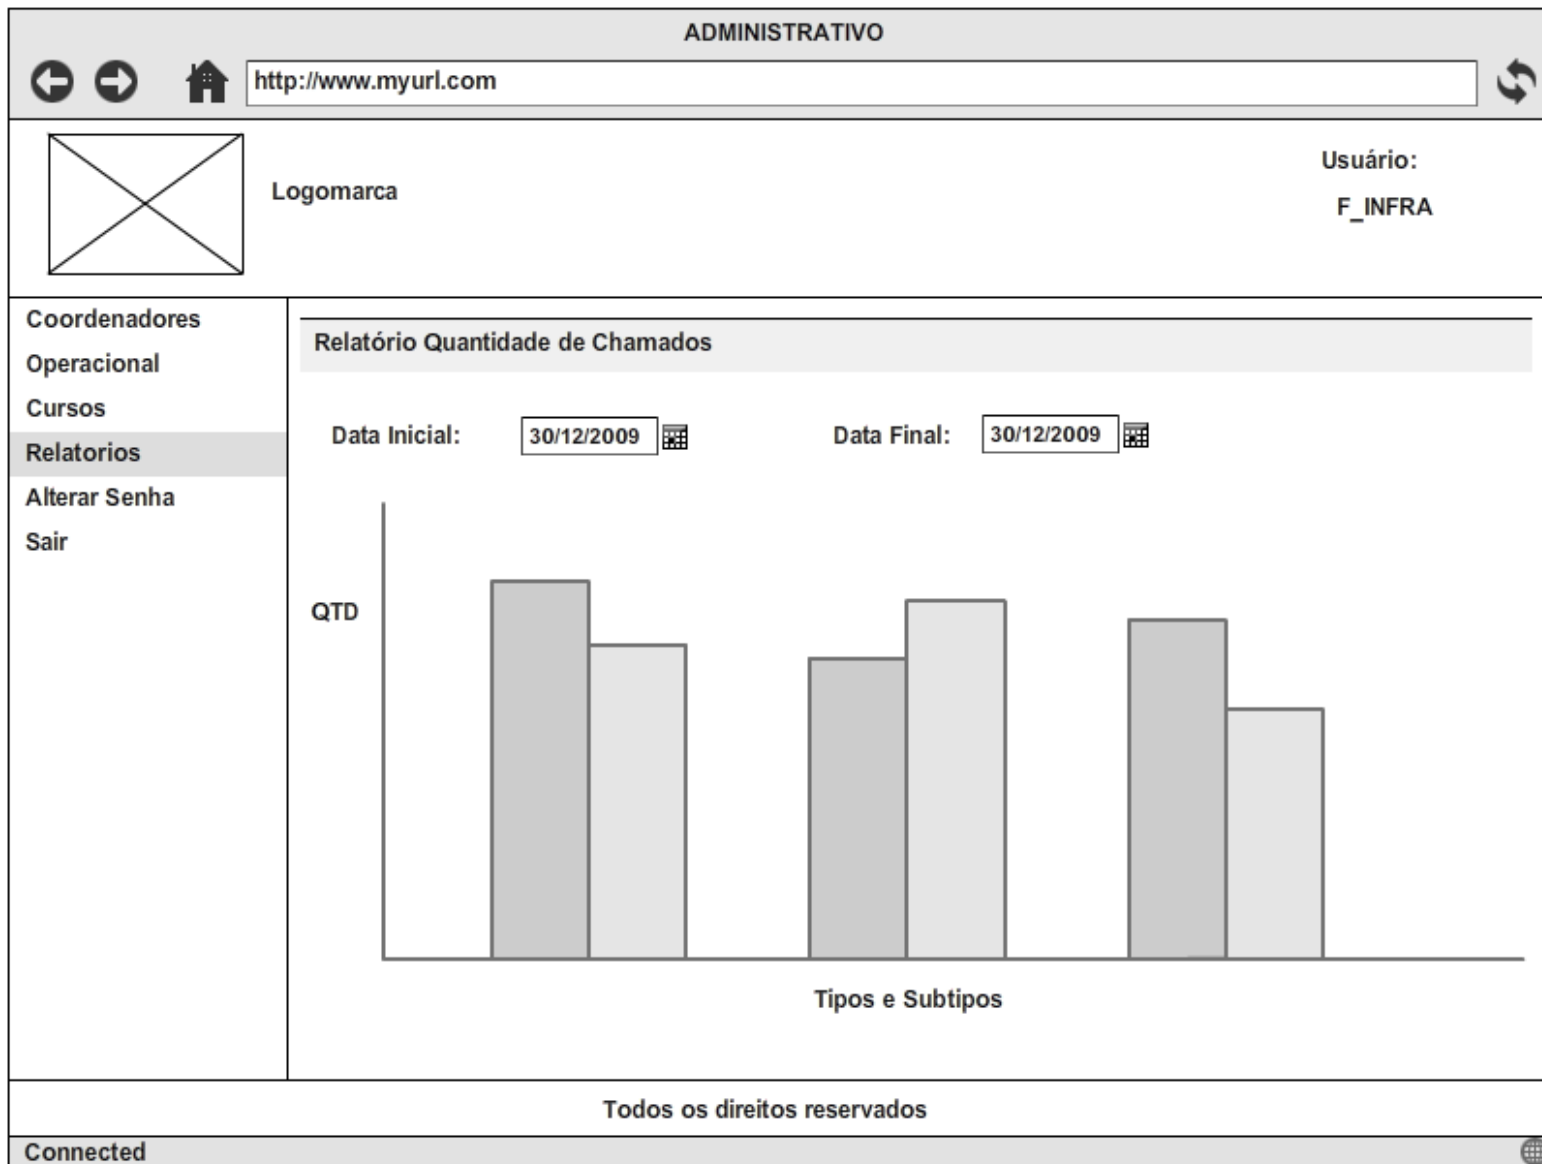 ADMINISTRATIVO
http://www.myurl.com
Logomarca
Usuário:
F_INFRA
Coordenadores
Operacional
Cursos
Relatorios
Alterar Senha
Sair
Relatório Quantidade de Chamados
Data Inicial: 30/12/2009 Data Final: 30/12/2009
QTD
Tipos e Subtipos
Todos os direitos reservados
Connected